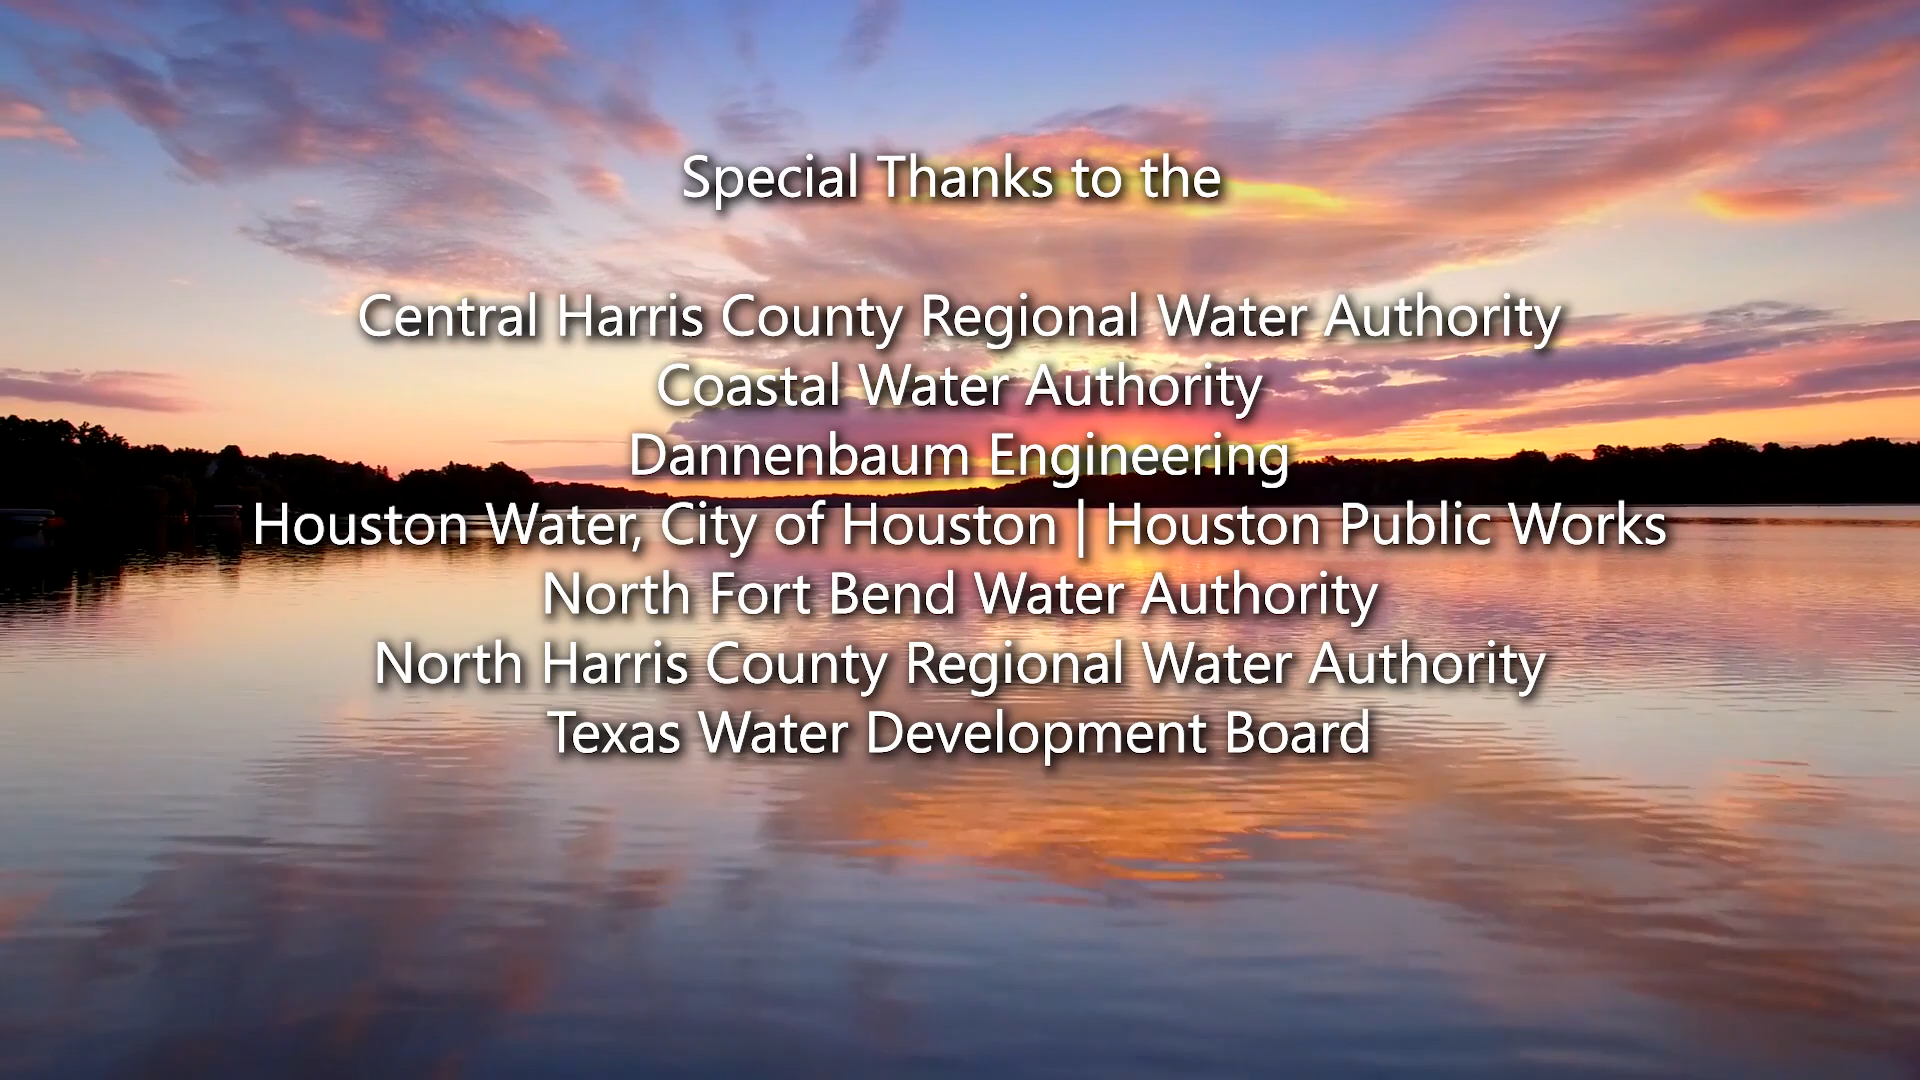 Special Thanks to the
Central Harris County Regional Water Authority
Coastal Water Authority
Dannenbaum Engineering
Houston Water, City of Houston | Houston Public Works
North Fort Bend Water Authority
North Harris County Regional Water Authority
Texas Water Development Board